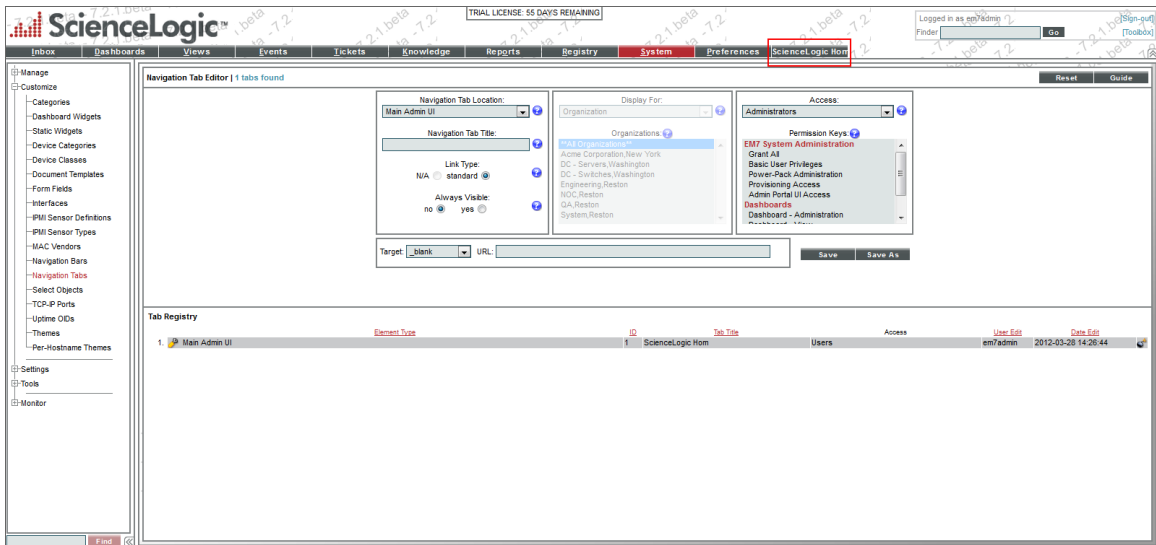 TRIAL LICENSE: 55 DAYS REMAINING
ScienceLogic™
7.2.1.beta
Logged in as em7admin
[Sign-out]
Finder
Go
[Toolbox]
Inbox Dashboards Views Events Tickets Knowledge Reports Registry System Preferences ScienceLogic Hom
Manage
Customize
Categories
Dashboard Widgets
Static Widgets
Device Categories
Device Classes
Document Templates
Form Fields
Interfaces
IPMI Sensor Definitions
IPMI Sensor Types
MAC Vendors
Navigation Bars
Navigation Tabs
Select Objects
TCP-IP Ports
Uptime OIDs
Themes
Per-Hostname Themes
Settings
Tools
Monitor
Find
Navigation Tab Editor | 1 tabs found
Reset Guide
Navigation Tab Location:
Main Admin UI
Navigation Tab Title:
Link Type:
N/A standard
Always Visible:
no yes
Display For:
Organization
Organizations:
**All Organizations**
Acme Corporation,New York
DC - Servers,Washington
DC - Switches,Washington
Engineering,Reston
NOC,Reston
QA,Reston
System,Reston
Access:
Administrators
Permission Keys:
EM7 System Administration
Grant All
Basic User Privileges
Power-Pack Administration
Provisioning Access
Admin Portal UI Access
Dashboards
Dashboard - Administration
Target: _blank URL:
Save Save As
Tab Registry
Element Type ID Tab Title Access User Edit Date Edit
1. Main Admin UI 1 ScienceLogic Hom Users em7admin 2012-03-28 14:26:44